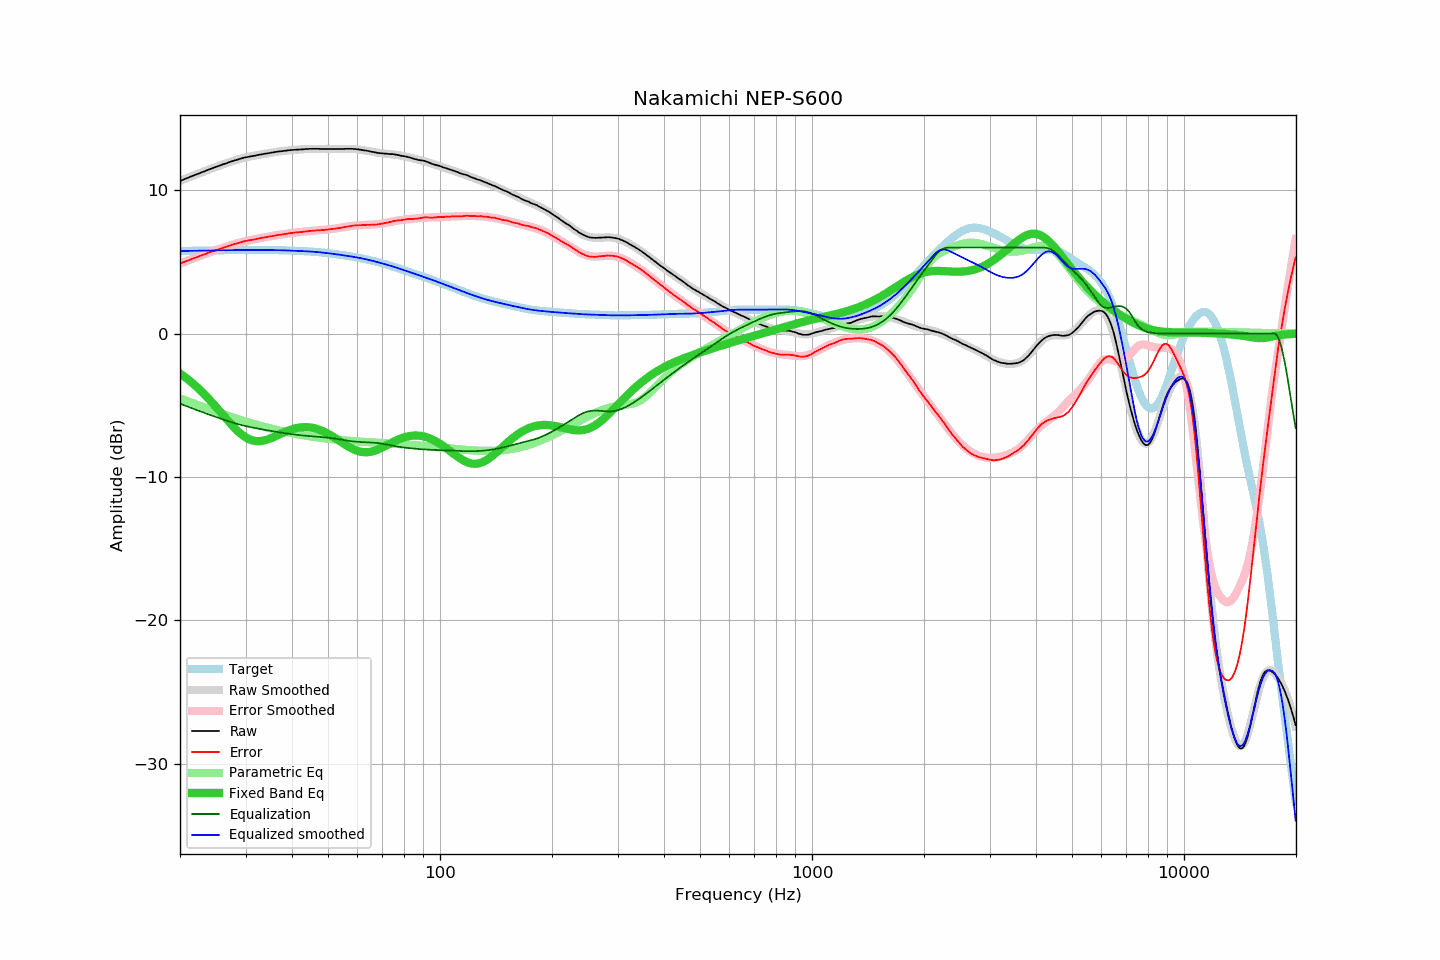 Nakamichi NEP-S600
Amplitude (dBr)
10
0
−10
−20
−30
Target
Raw Smoothed
Error Smoothed
Raw
Error
Parametric Eq
Fixed Band Eq
Equalization
Equalized smoothed
100
1000
10000
Frequency (Hz)